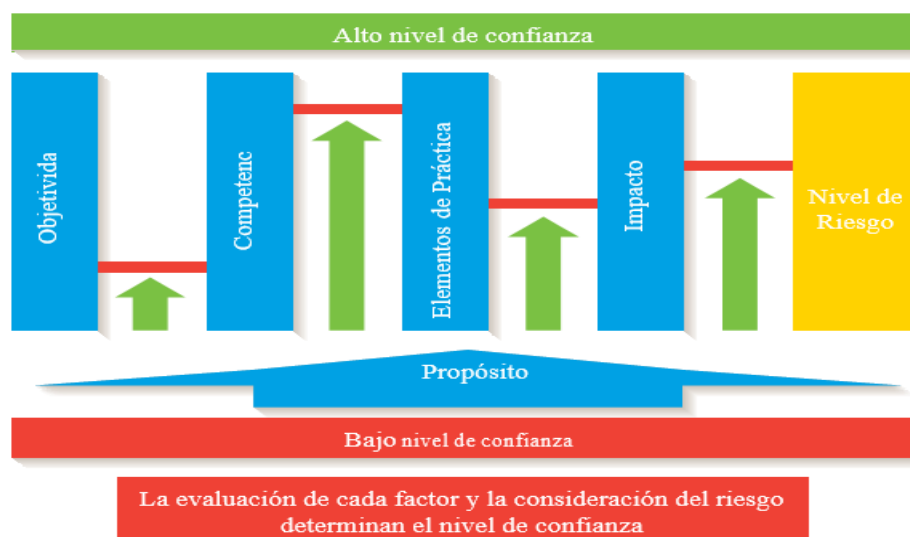 Alto nivel de confianza
Objetivida
Competenc
Elementos de Práctica
Impacto
Nivel de
Riesgo
Propósito
Bajo nivel de confianza
La evaluación de cada factor y la consideración del riesgo
determinan el nivel de confianza